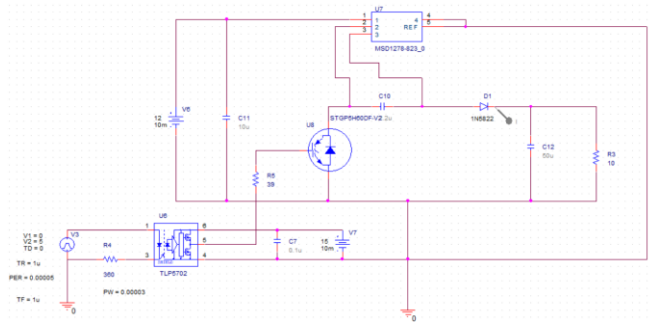 U7
1
2
3
4
REF
5
MSD1278-823_0
V6
12
10m
C11
10u
C10
2.2u
D1
1N5822
I
U8
STGP5H60DF-V2
C12
50u
R3
10
R5
39
V1 = 0
V2 = 5
TD = 0
V3
TR = 1u
PER = 0.00005
PW = 0.00003
TF = 1u
R4
360
U6
1
3
6
5
4
TLP5702
C7
0.1u
V7
15
10m
0
0